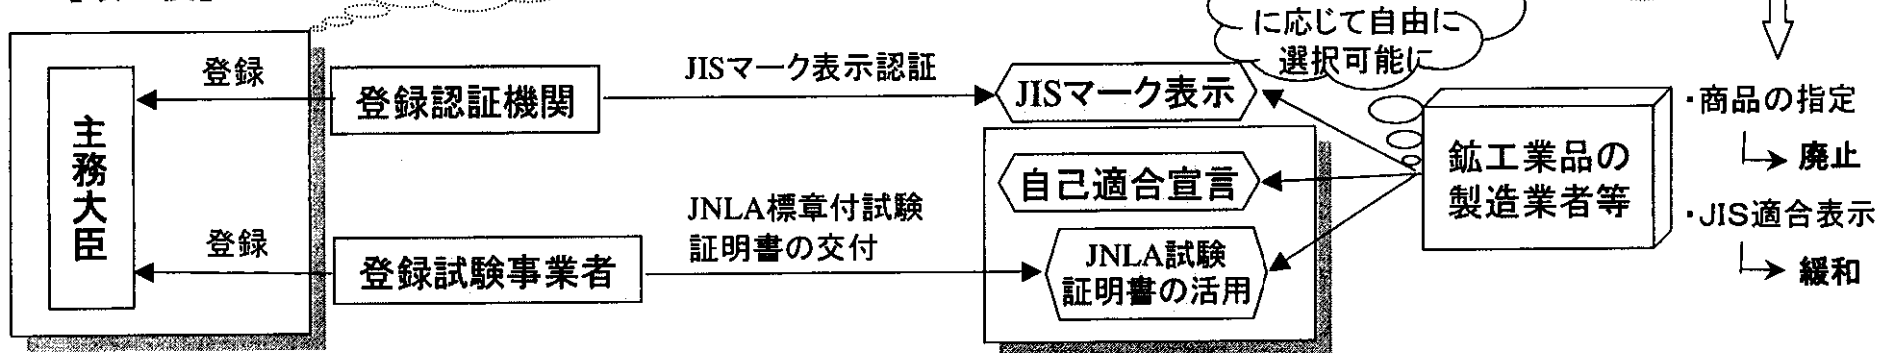 に応じて自由に
選択可能に
登録
登録認証機関
JISマーク表示認証
JISマーク表示
・商品の指定
廃止
主務大臣
自己適合宣言
鉱工業品の
製造業者等
・JIS適合表示
緩和
登録
登録試験事業者
JNLA標章付試験
証明書の交付
JNLA試験
証明書の活用